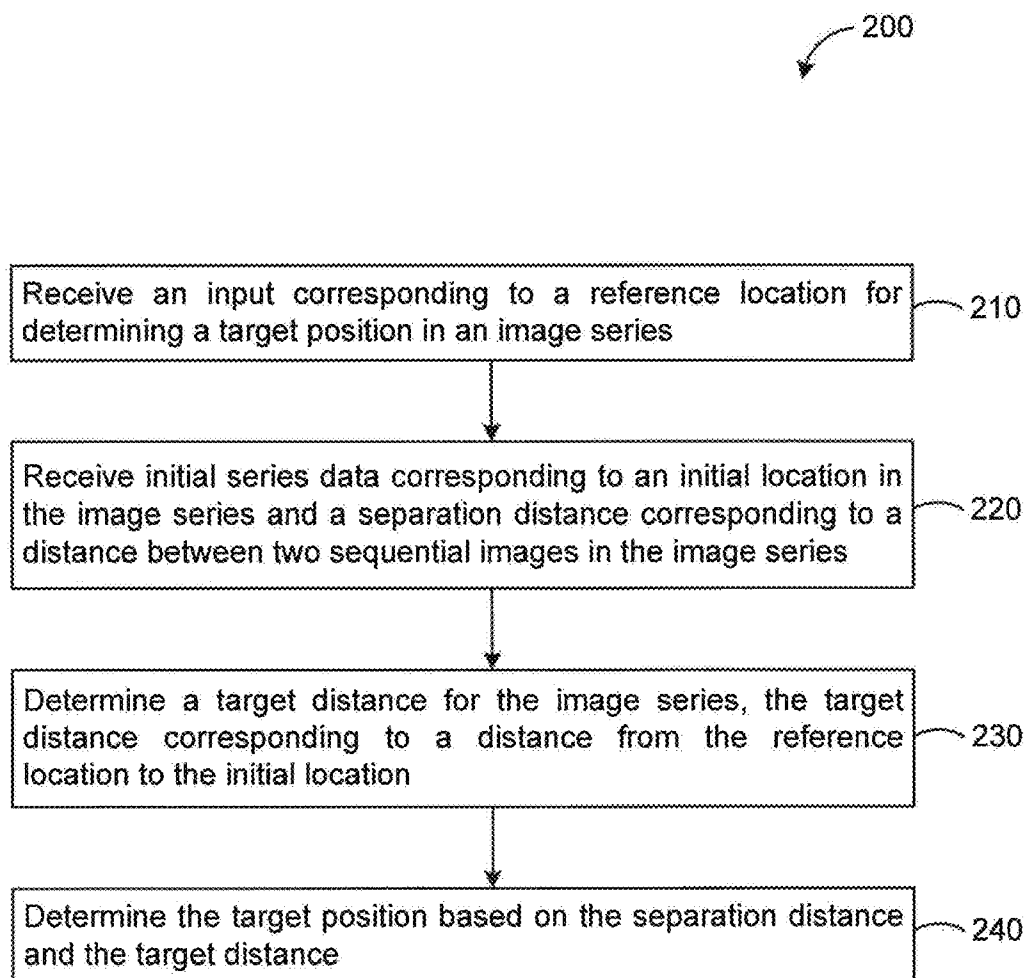 200
Receive an input corresponding to a reference location for
determining a target position in an image series
210
Receive initial series data corresponding to an initial location in
the image series and a separation distance corresponding to a
distance between two sequential images in the image series
220
Determine a target distance for the image series, the target
distance corresponding to a distance from the reference
location to the initial location
230
Determine the target position based on the separation distance
and the target distance
240